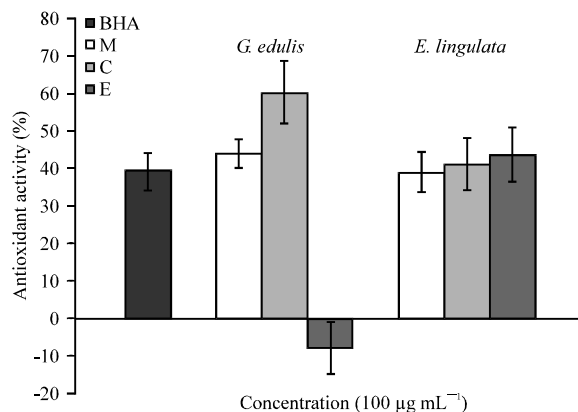 BHA
M
C
E
G. edulis
E. lingulata
Antioxidant activity (%)
80
70
60
50
40
30
20
10
0
-10
-20
Concentration (100 µg mL⁻¹)